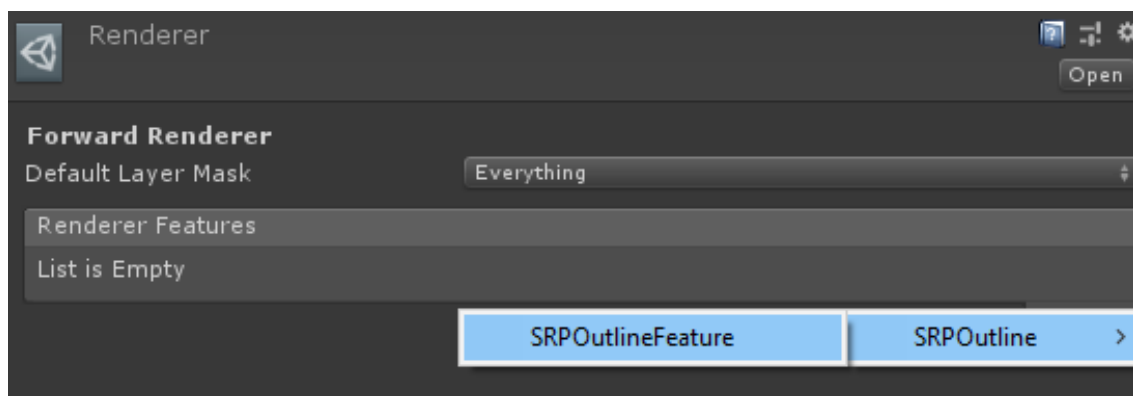 Renderer
Open
Forward Renderer
Default Layer Mask Everything
Renderer Features
List is Empty
SRPOutlineFeature SRPOutline >